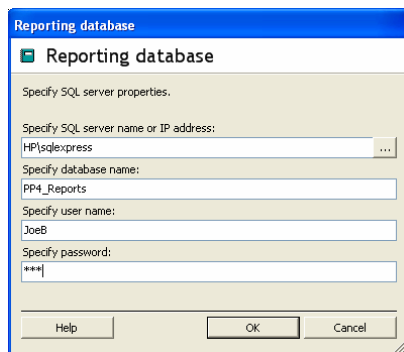 Reporting database
Reporting database
Specify SQL server properties.
Specify SQL server name or IP address:
HP\sqlexpress
...
Specify database name:
PP4_Reports
Specify user name:
JoeB
Specify password:
***
Help OK Cancel